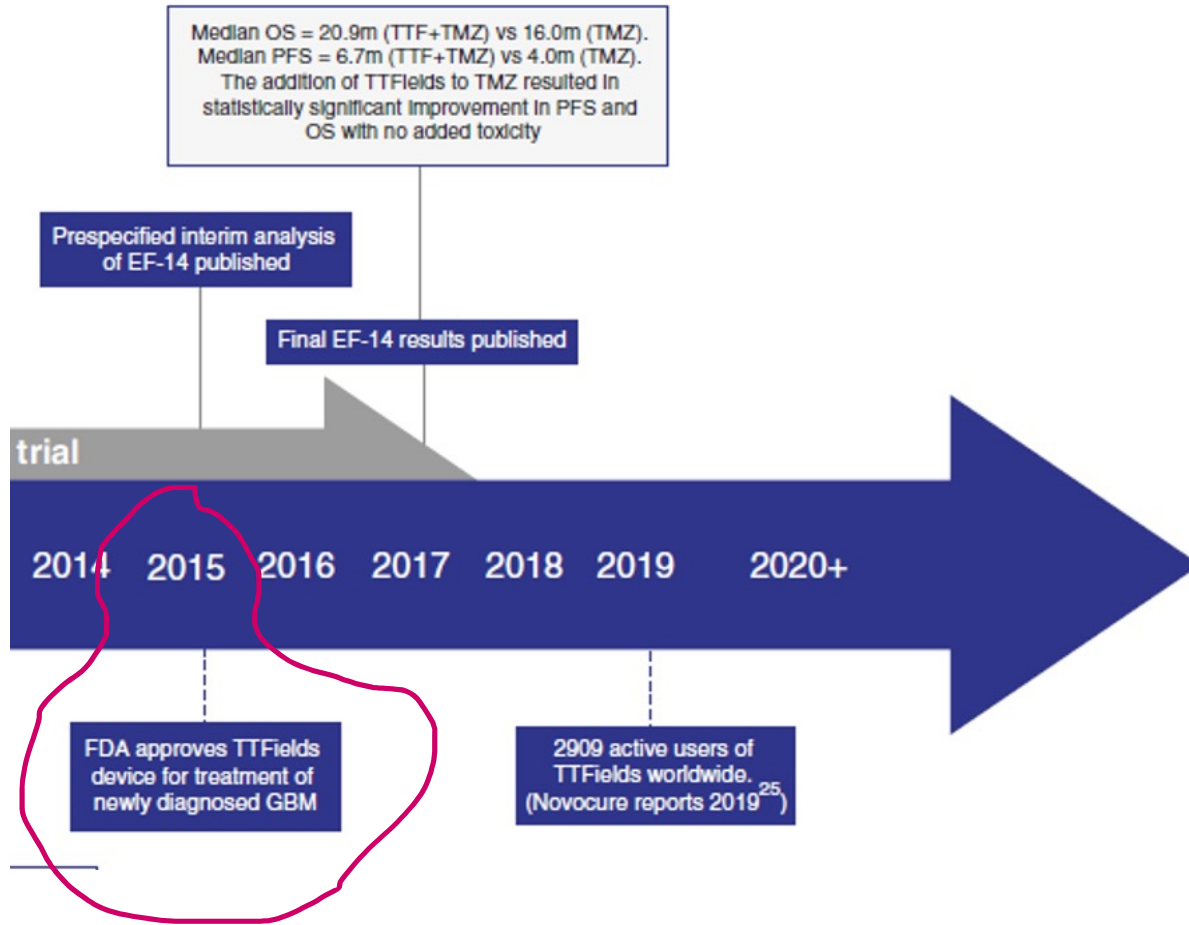 Median OS = 20.9m (TTF+TMZ) vs 16.0m (TMZ).
Median PFS = 6.7m (TTF+TMZ) vs 4.0m (TMZ).
The addition of TTFields to TMZ resulted in
statistically significant improvement in PFS and
OS with no added toxicity
Prespecified interim analysis
of EF-14 published
Final EF-14 results published
trial
2014 2015 2016 2017 2018 2019 2020+
FDA approves TTFields
device for treatment of
newly diagnosed GBM
2909 active users of
TTFields worldwide.
(Novocure reports 2019²⁵)